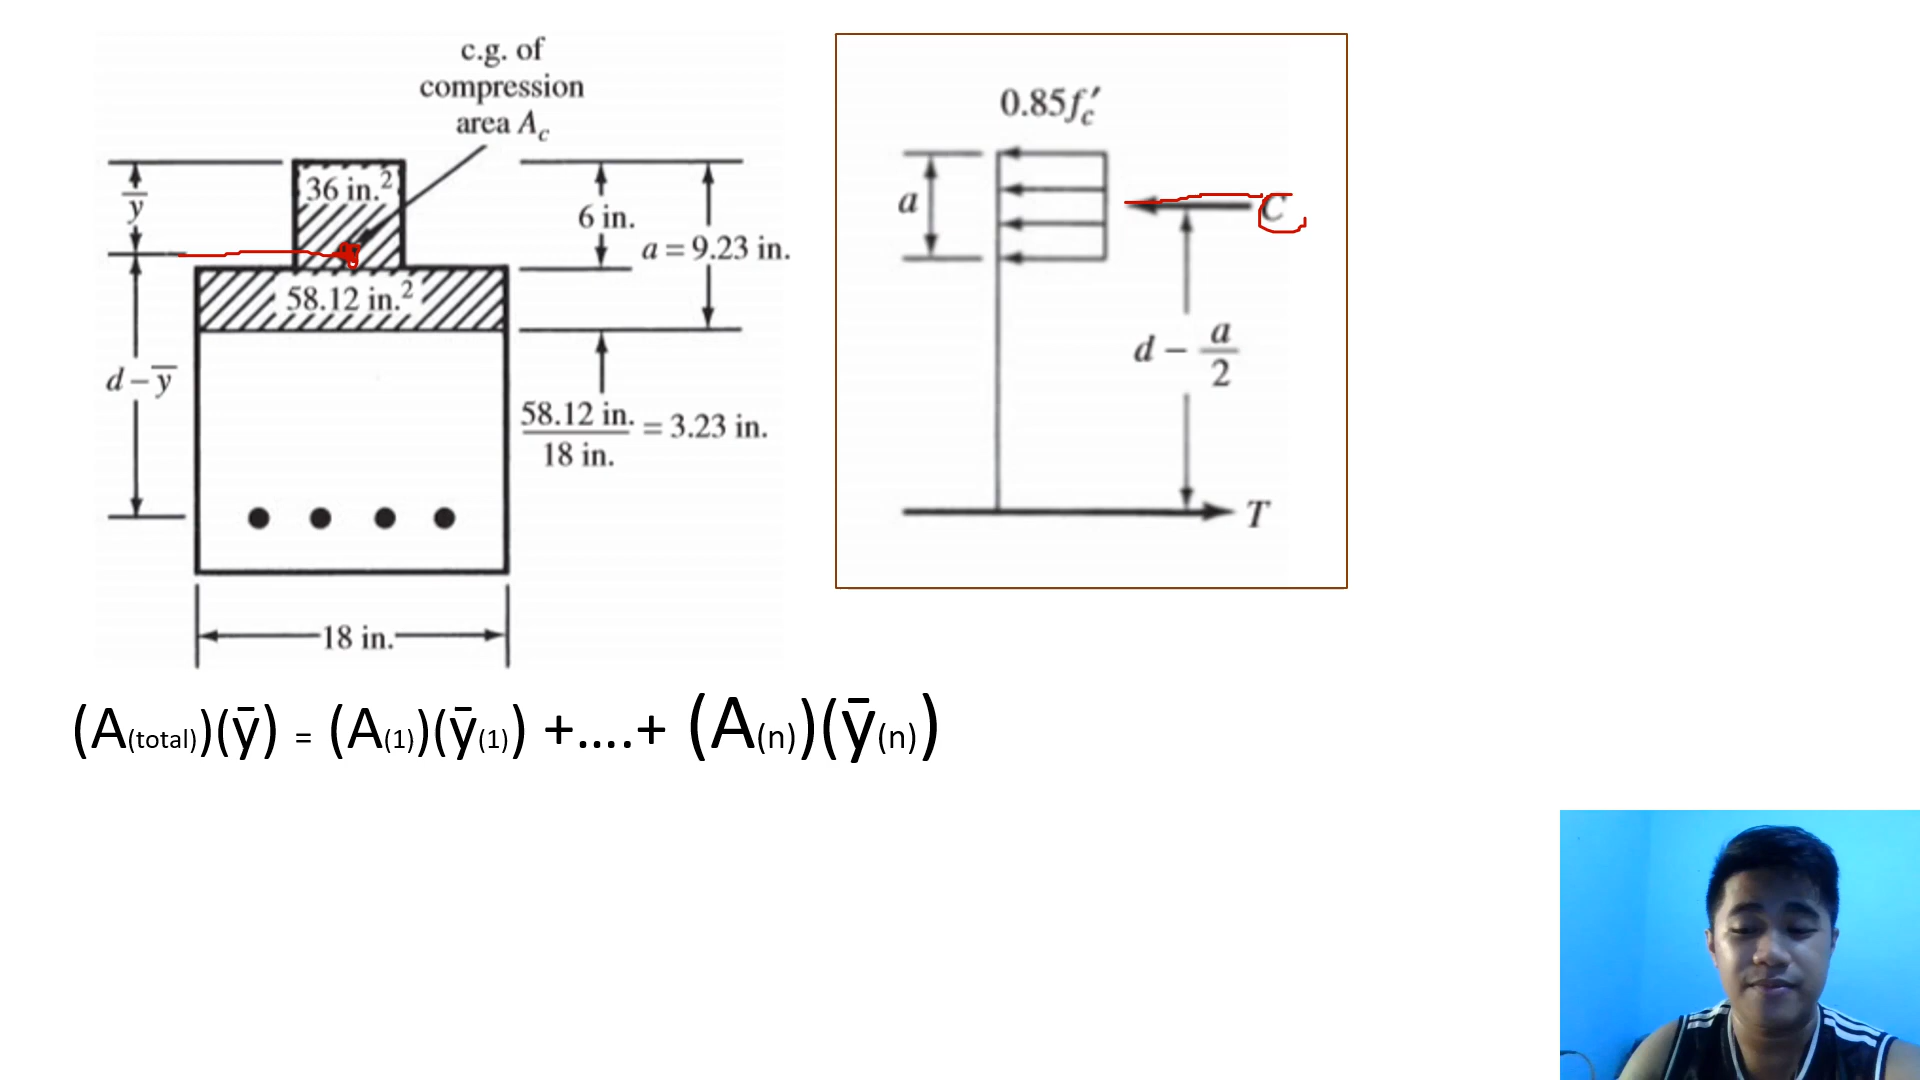 c.g. of
compression
area A_c
y̅
36 in.²
6 in.
a = 9.23 in.
58.12 in.²
d – y̅
58.12 in.
18 in.
= 3.23 in.
18 in.
0.85f′_c
a
C
d – a/2
T
(A(total))(ȳ) = (A(1))(ȳ(1)) +....+ (A(n))(ȳ(n))